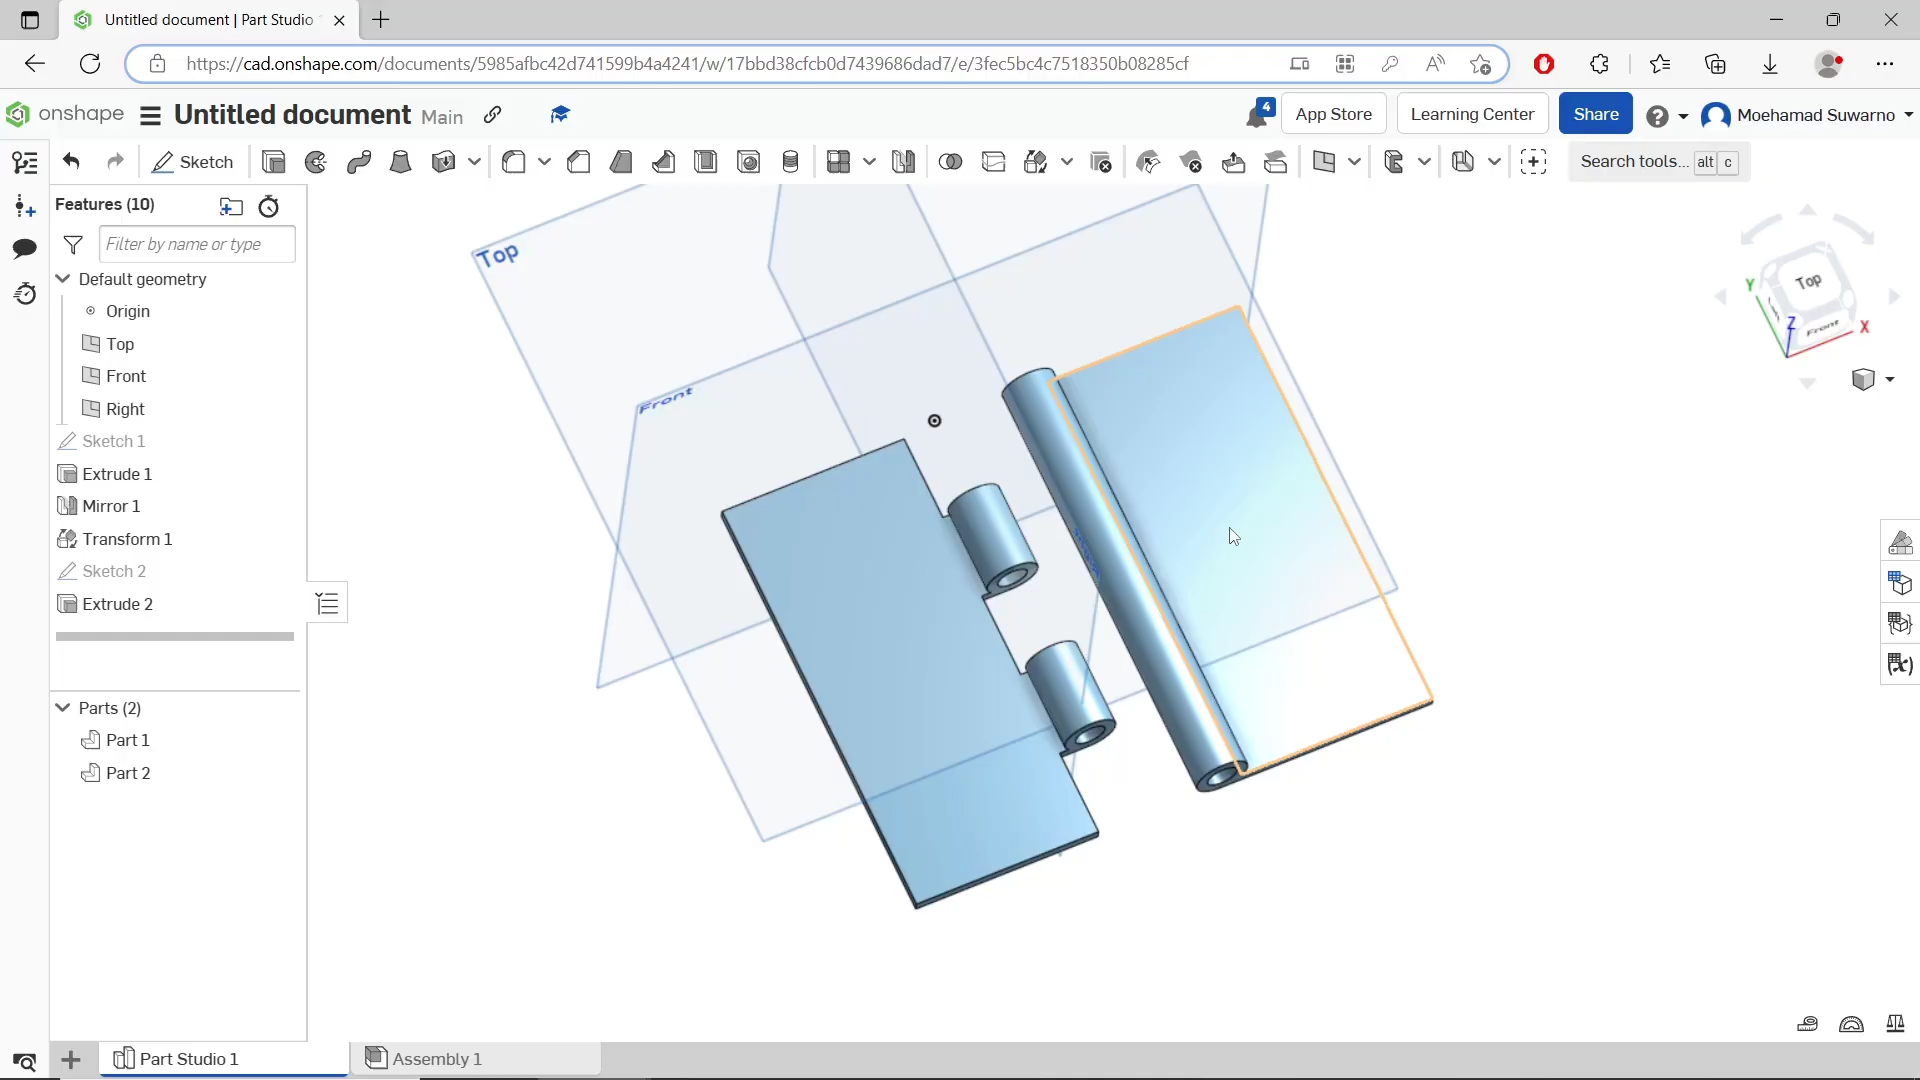 Untitled document | Part Studio
https://cad.onshape.com/documents/5985afbc42d741599b4a4241/w/17bbd38cfcb0d7439686dad7/e/3fec5bc4c7518350b08285cf
onshape Untitled document Main 4 App Store Learning Center Share Moehamad Suwarno
Sketch Search tools... alt c
Features (10)
Filter by name or type
Default geometry
Origin
Top
Front
Right
Sketch 1
Extrude 1
Mirror 1
Transform 1
Sketch 2
Extrude 2
Parts (2)
Part 1
Part 2
Top
Front
Top
Front
Y
Z
X
Part Studio 1
Assembly 1